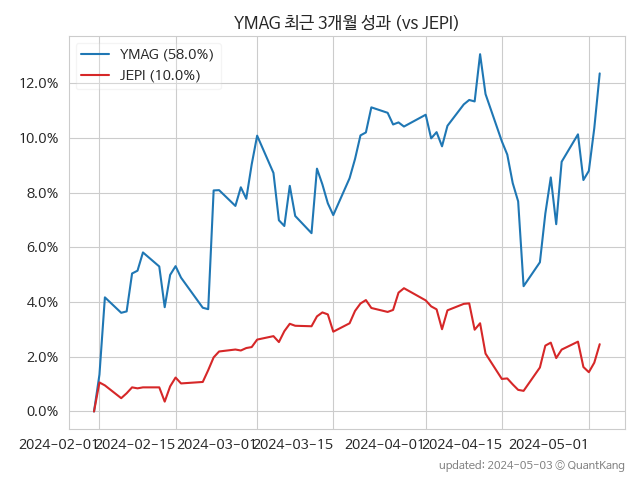 YMAG 최근 3개월 성과 (vs JEPI)
YMAG (58.0%)
JEPI (10.0%)
12.0%
10.0%
8.0%
6.0%
4.0%
2.0%
0.0%
2024-02-01 2024-02-15 2024-03-01 2024-03-15 2024-04-01 2024-04-15 2024-05-01
updated: 2024-05-03 © QuantKang